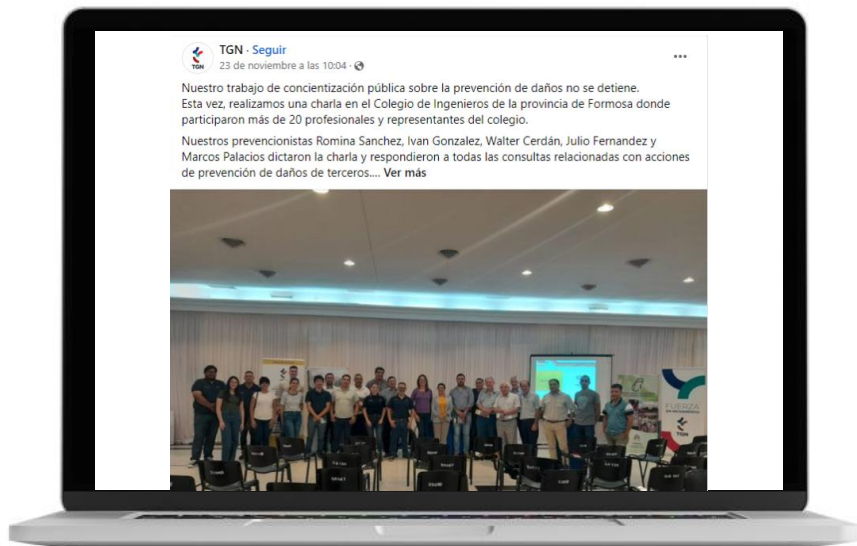 TGN · Seguir
23 de noviembre a las 10:04 ·
Nuestro trabajo de concientización pública sobre la prevención de daños no se detiene.
Esta vez, realizamos una charla en el Colegio de Ingenieros de la provincia de Formosa donde
participaron más de 20 profesionales y representantes del colegio.
Nuestros prevencionistas Romina Sanchez, Ivan Gonzalez, Walter Cerdán, Julio Fernandez y
Marcos Palacios dictaron la charla y respondieron a todas las consultas relacionadas con acciones
de prevención de daños de terceros.... Ver más
TGN
FUERZA
TGN